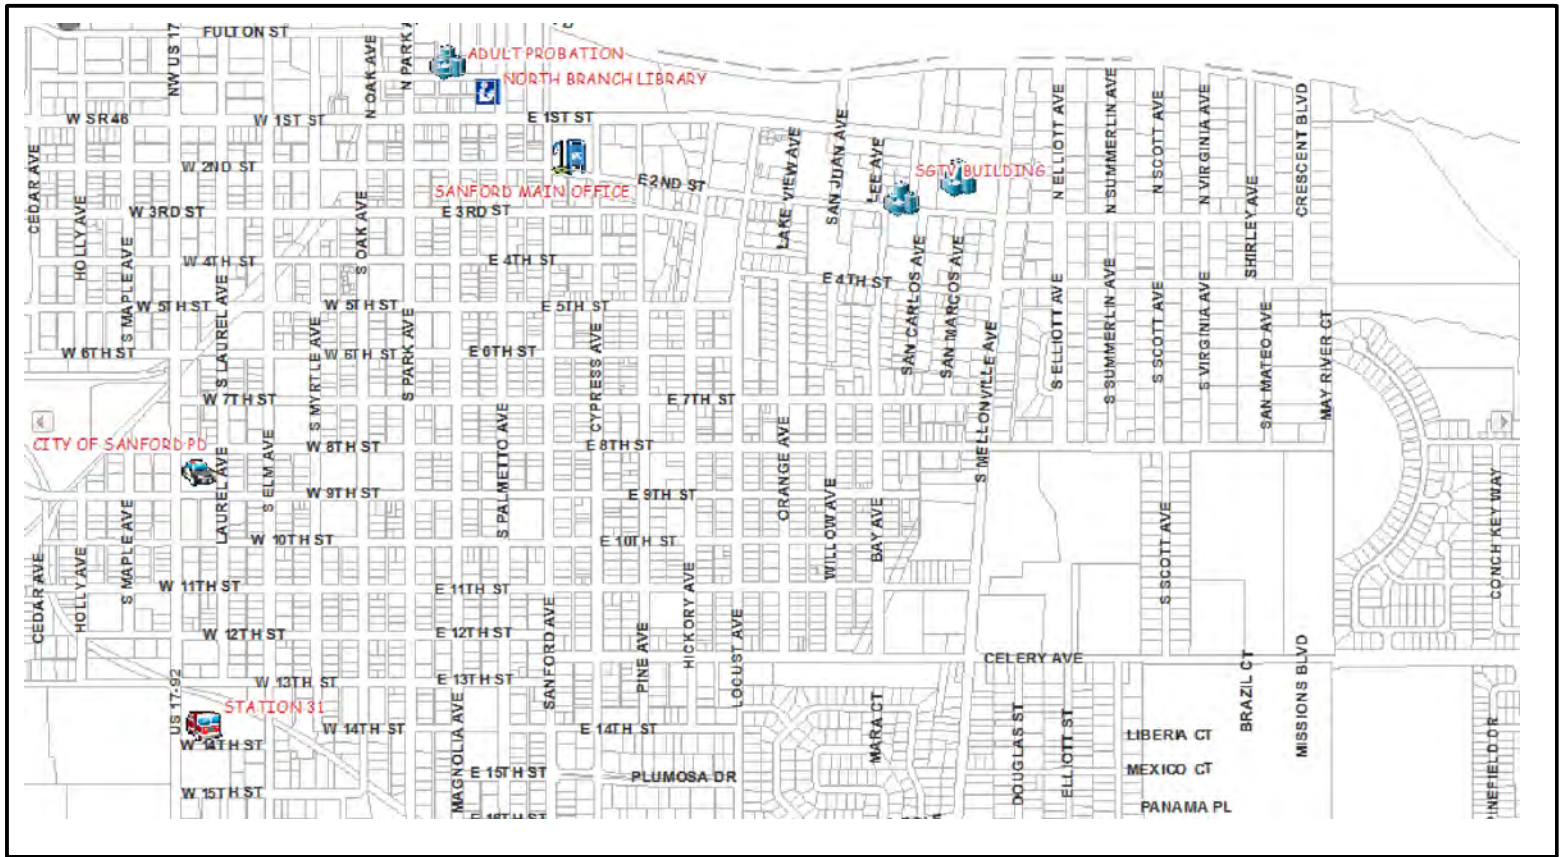 FULTON ST
NW US 17
N OAK AVE
N PARK A
ADULT PROBATION
NORTH BRANCH LIBRARY
W SR46
W 1ST ST
E 1ST ST
CEDAR AVE
W 2ND ST
SANFORD MAIN OFFICE
E 2ND ST
LAKE VIEW AVE
SAN JUAN AVE
LEE AVE
SGTV BUILDING
N ELLIOTT AVE
N SUMMERLIN AVE
N SCOTT AVE
N VIRGINIA AVE
SHIRLEY AVE
CRESCENT BLVD
HOLLY AVE
W 3RD ST
S OAK AVE
E 3RD ST
S MAPLE AVE
W 4TH ST
E 4TH ST
E 4TH ST
SAN CARLOS AVE
SAN MARCOS AVE
W 5TH ST
S LAUREL AVE
W 5TH ST
E 5TH ST
S MELLONVILLE AVE
S ELLIOTT AVE
S SUMMERLIN AVE
S SCOTT AVE
S VIRGINIA AVE
SAN MATEO AVE
MAY RIVER CT
W 6TH ST
S MYRTLE AVE
W 6TH ST
S PARK AVE
E 6TH ST
CYPRESS AVE
W 7TH ST
E 7TH ST
CITY OF SANFORD PD
LAUREL AVE
S ELM AVE
W 8TH ST
S PALMETTO AVE
E 8TH ST
ORANGE AVE
W 9TH ST
E 9TH ST
WILLOW AVE
BAY AVE
S SCOTT AVE
CONCH KEY WAY
S MAPLE AVE
W 10TH ST
E 10TH ST
CEDAR AVE
HOLLY AVE
W 11TH ST
E 11TH ST
HICKORY AVE
W 12TH ST
E 12TH ST
SANFORD AVE
PINE AVE
LOCUST AVE
CELERY AVE
BRAZIL CT
MISSIONS BLVD
US 17-92
W 13TH ST
E 13TH ST
STATION 31
W 14TH ST
W 14TH ST
MAGNOLIA AVE
E 14TH ST
MARA CT
DOUGLAS ST
ELLIOTT ST
LIBERIA CT
MEXICO CT
PANAMA PL
PINEFIELD DR
W 15TH ST
E 15TH ST
PLUMOSA DR
E 16TH ST